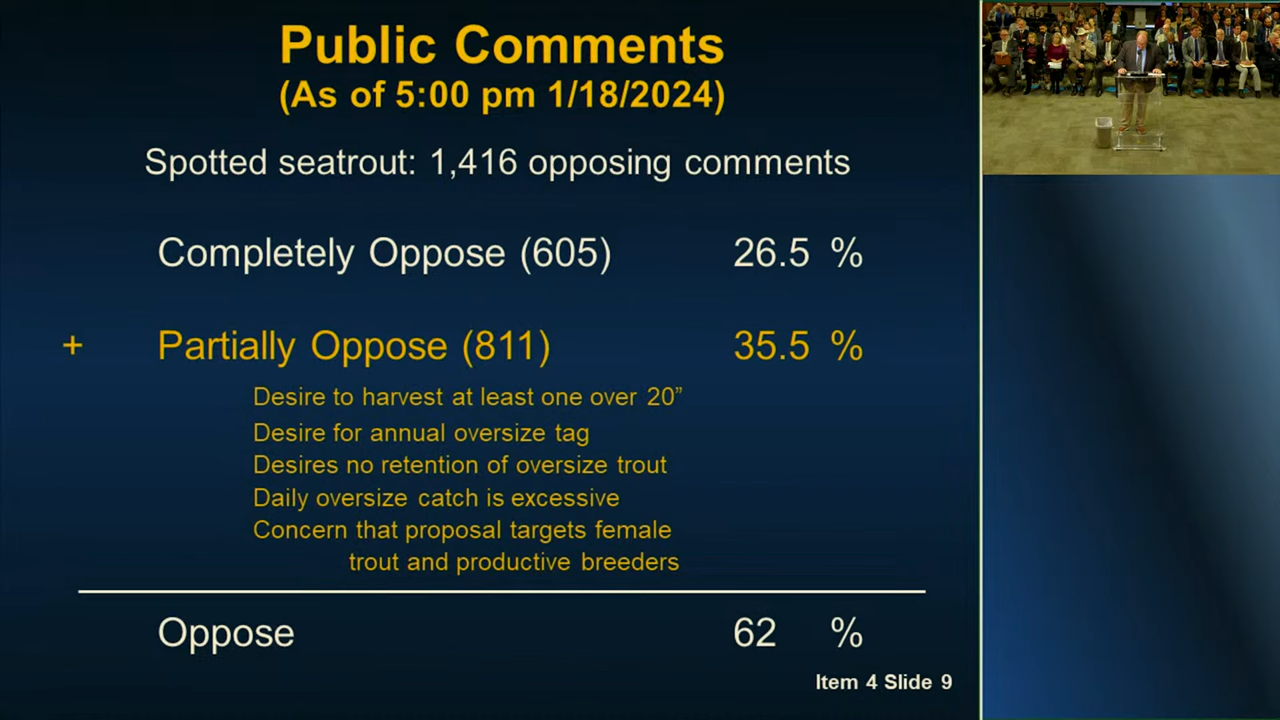 Public Comments
(As of 5:00 pm 1/18/2024)
Spotted seatrout: 1,416 opposing comments
Completely Oppose (605) 26.5 %
+ Partially Oppose (811) 35.5 %
Desire to harvest at least one over 20”
Desire for annual oversize tag
Desires no retention of oversize trout
Daily oversize catch is excessive
Concern that proposal targets female
trout and productive breeders
Oppose 62 %
Item 4 Slide 9